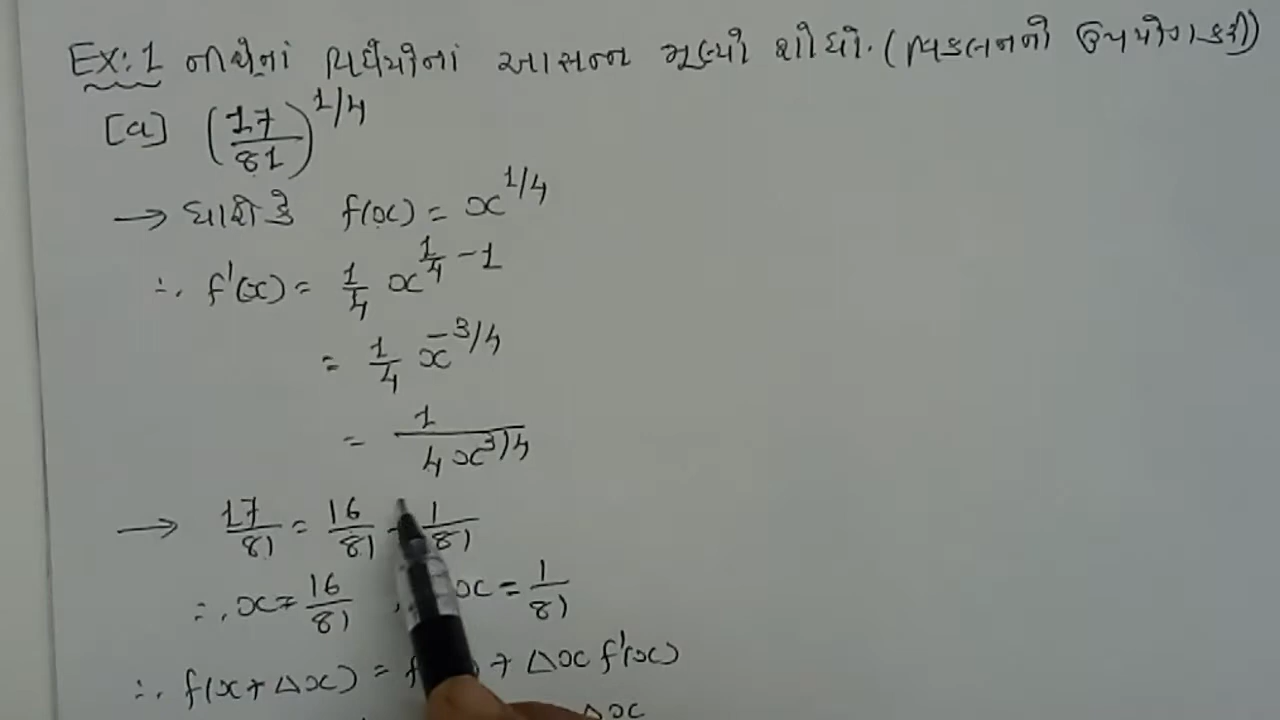 Ex:1 નીચેનાં પર્વયોનાં આસન્ન મૂલ્યો શોધો. (વિકલનનો ઉપયોગ કરી)
[a] (17/81)^1/4
→ ધારોકે f(x) = x^1/4
∴ f'(x) = 1/4 x^1/4 - 1
= 1/4 x^-3/4
= 1/4x^3/4
→ 17/81 = 16/81 1/81
∴ x = 16/81 , x = 1/81
∴ f(x + Δx) = f + Δx f'(x)
Δx